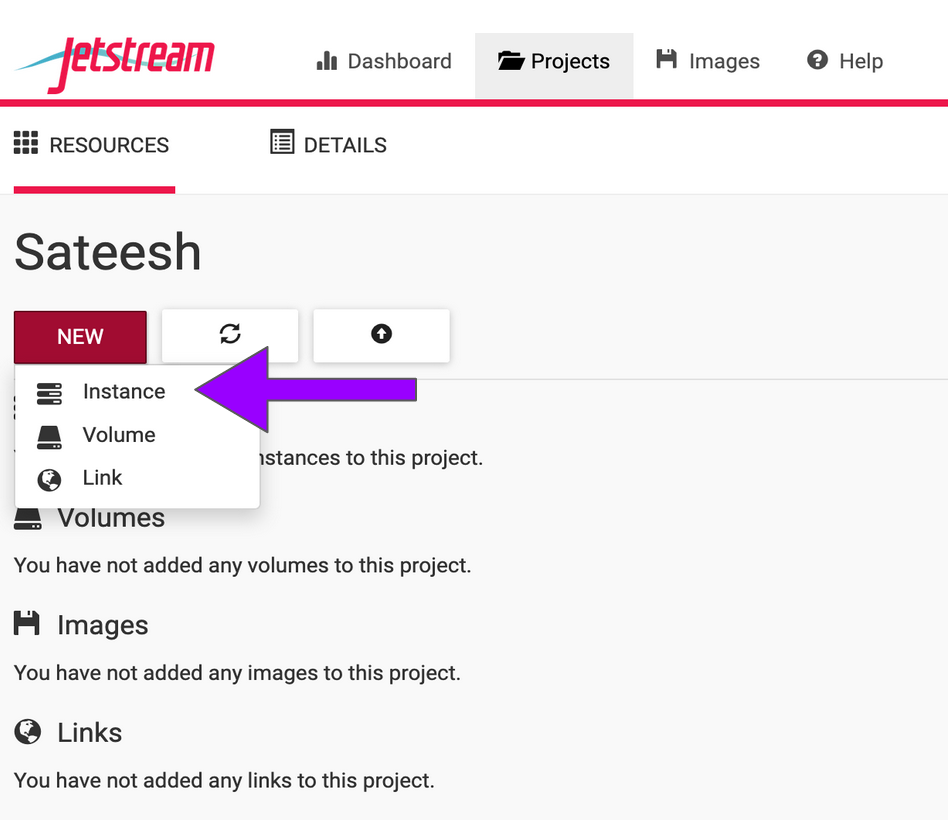 Jetstream
Dashboard Projects Images Help
RESOURCES DETAILS
Sateesh
NEW
Instance
Volume
Link
nstances to this project.
Volumes
You have not added any volumes to this project.
Images
You have not added any images to this project.
Links
You have not added any links to this project.